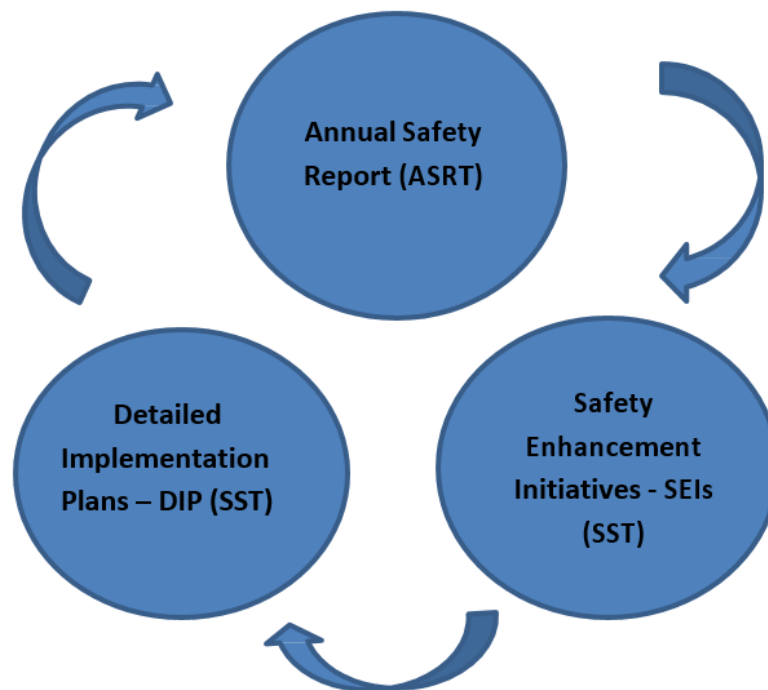 Annual Safety
Report (ASRT)
Safety
Enhancement
Initiatives - SEIs
(SST)
Detailed
Implementation
Plans – DIP (SST)